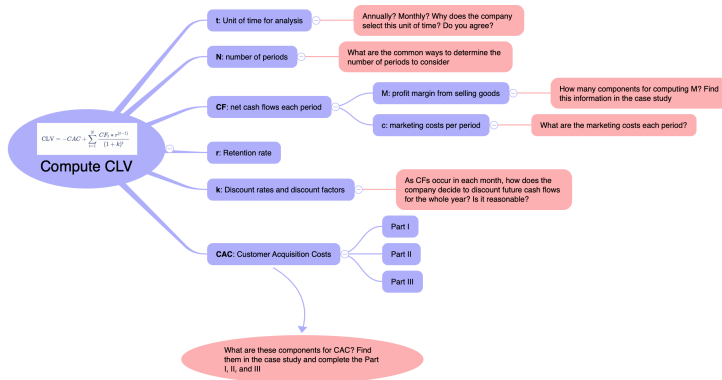 t: Unit of time for analysis
Annually? Monthly? Why does the company
select this unit of time? Do you agree?
N: number of periods
What are the common ways to determine the
number of periods to consider
CF: net cash flows each period
M: profit margin from selling goods
How many components for computing M? Find
this information in the case study
c: marketing costs per period
What are the marketing costs each period?
CLV = −CAC + ∑_{t=1}^{N} (CF_t * r^{(t−1)}) / (1 + k)^t
Compute CLV
r: Retention rate
k: Discount rates and discount factors
As CFs occur in each month, how does the
company decide to discount future cash flows
for the whole year? Is it reasonable?
CAC: Customer Acquisition Costs
Part I
Part II
Part III
What are these components for CAC? Find
them in the case study and complete the Part
I, II, and III